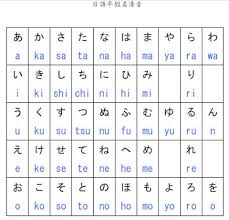 日語平假名清音
あ か さ た な は ま や ら わ
a ka sa ta na ha ma ya ra wa
い き し ち に ひ み り
i ki shi chi ni hi mi ri
う く す つ ぬ ふ む ゆ る ん
u ku su tsu nu fu mu yu ru n
え け せ て ね へ め れ
e ke se te ne he me re
お こ そ と の ほ も よ ろ を
o ko so to no ho mo yo ro o